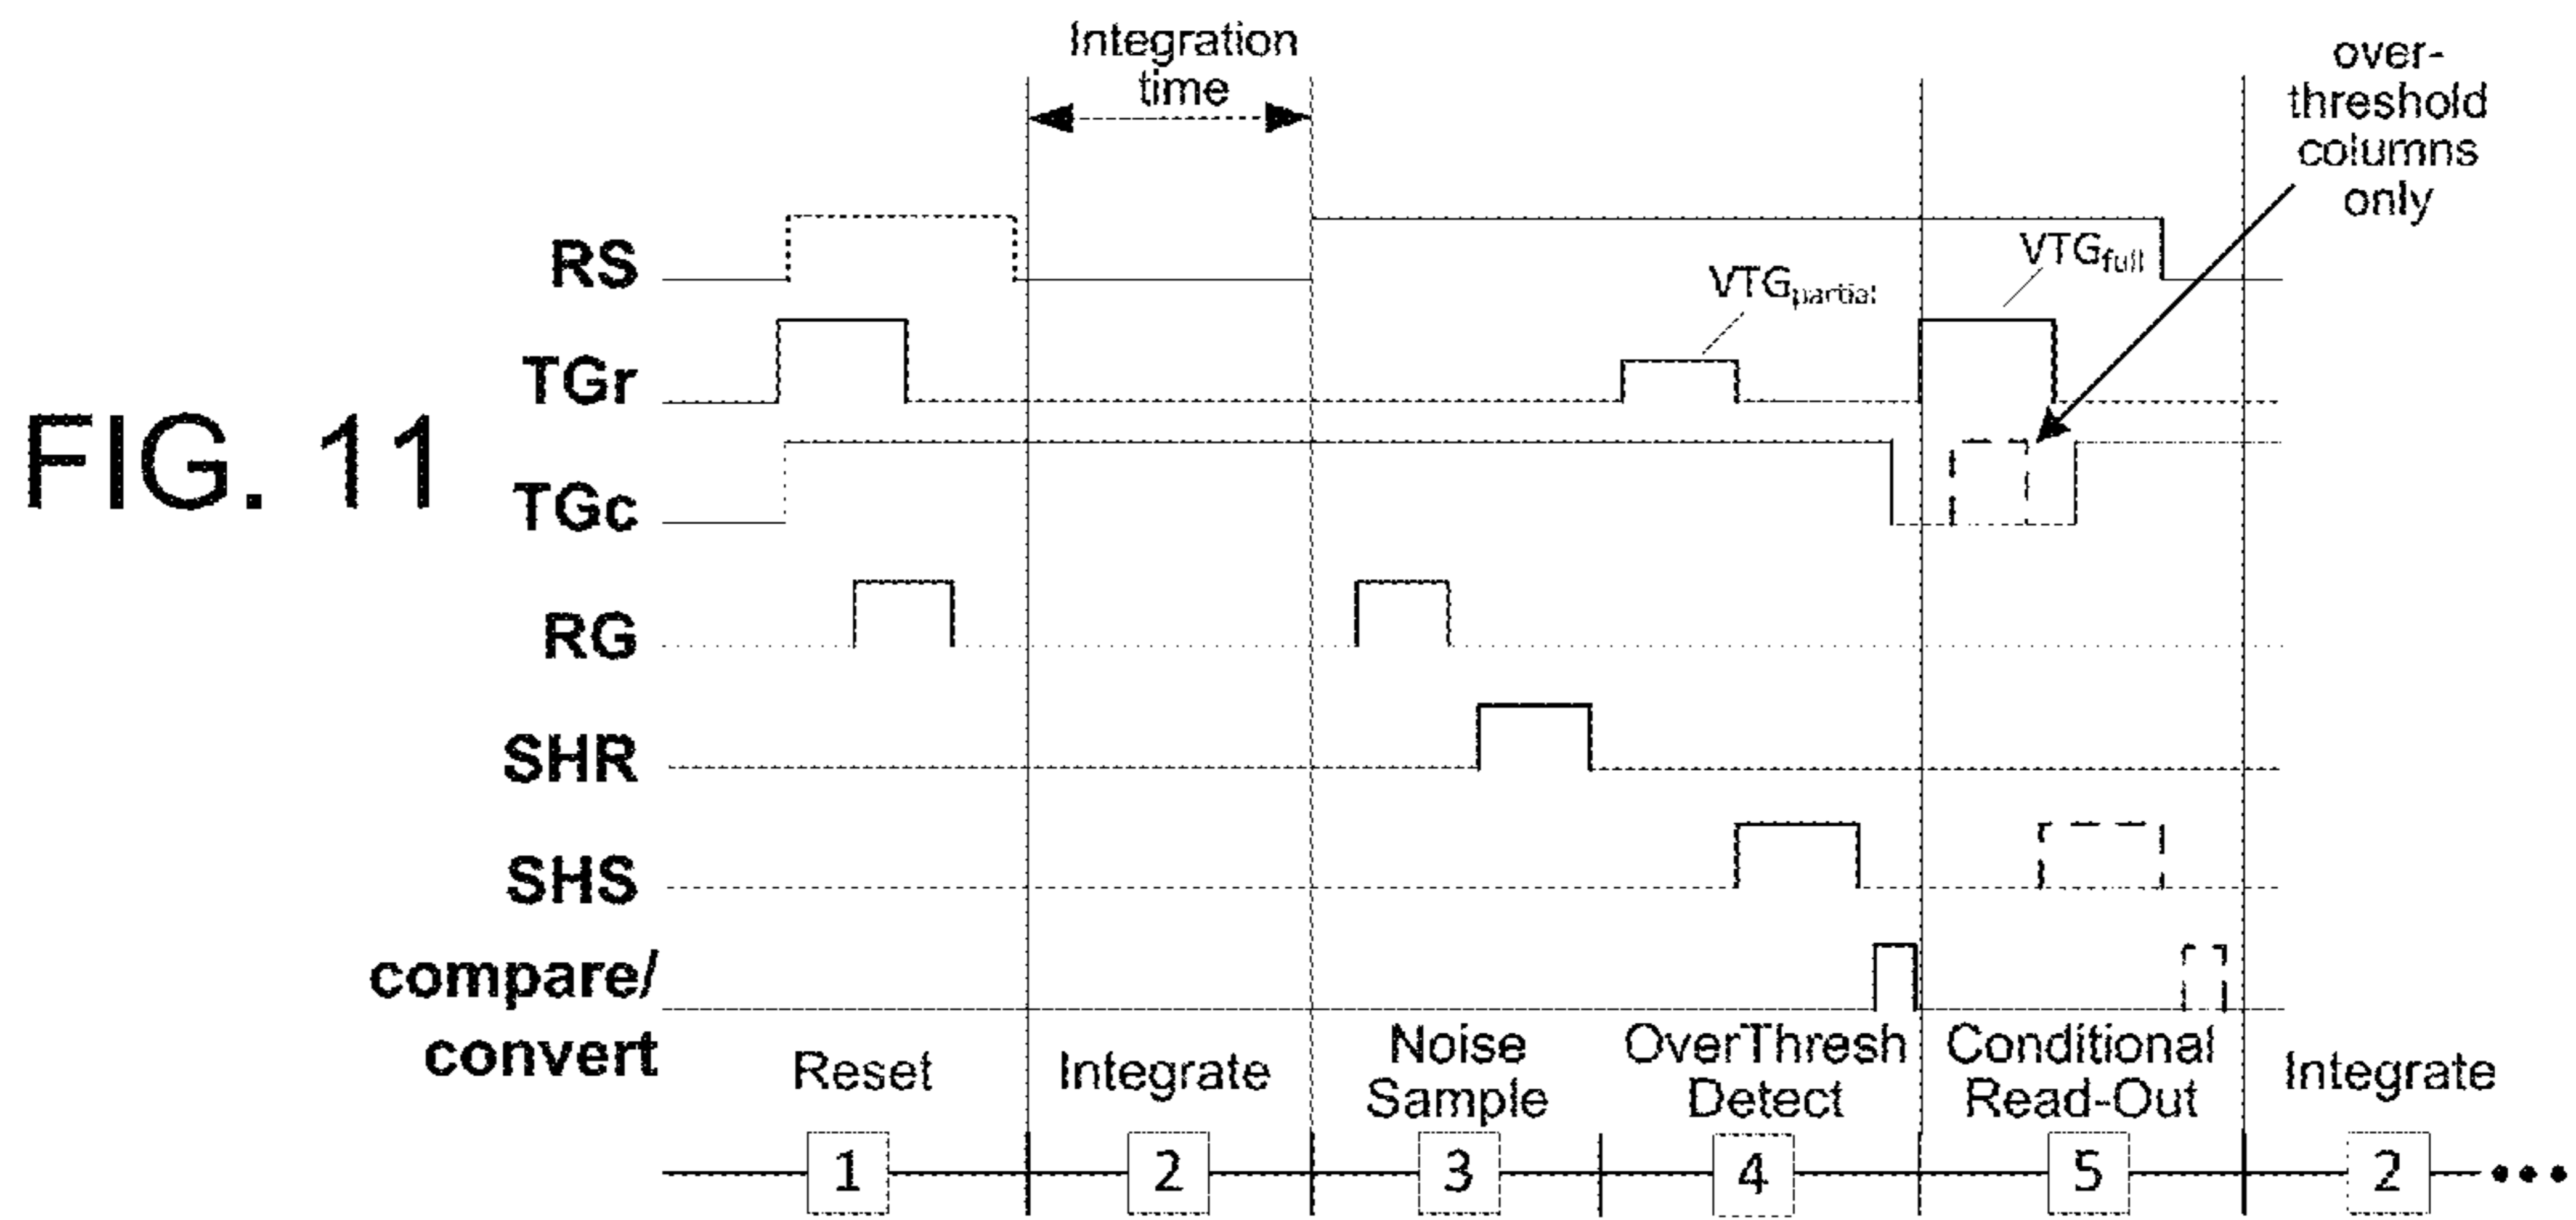 Integration
time
over-
threshold
columns
only
RS
VTGpartial
VTGfull
TGr
FIG. 11
TGc
RG
SHR
SHS
compare/
convert
Reset
Integrate
Noise
Sample
OverThresh
Detect
Conditional
Read-Out
Integrate
1 2 3 4 5 2 •••